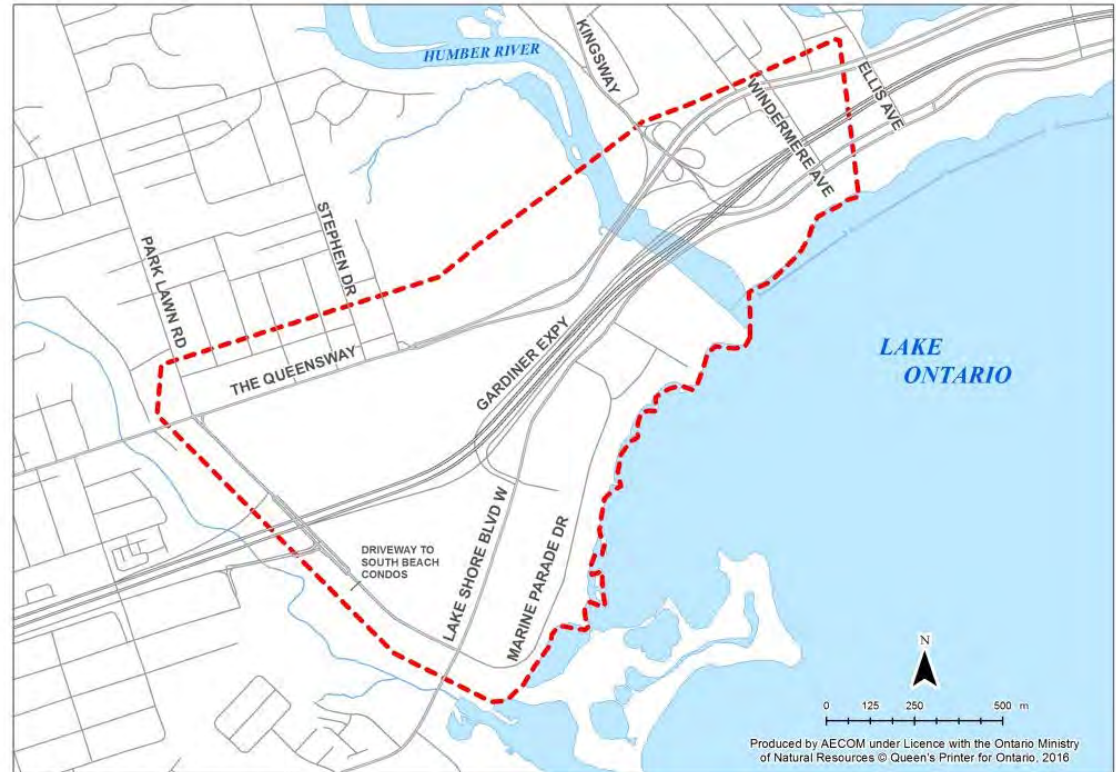 HUMBER RIVER
KINGSWAY
WINDERMERE AVE
ELLIS AVE
STEPHEN DR
PARK LAWN RD
THE QUEENSWAY
GARDINER EXPY
LAKE
ONTARIO
LAKE SHORE BLVD W
MARINE PARADE DR
DRIVEWAY TO
SOUTH BEACH
CONDOS
N
0 125 250 500 m
Produced by AECOM under Licence with the Ontario Ministry
of Natural Resources © Queen's Printer for Ontario, 2016